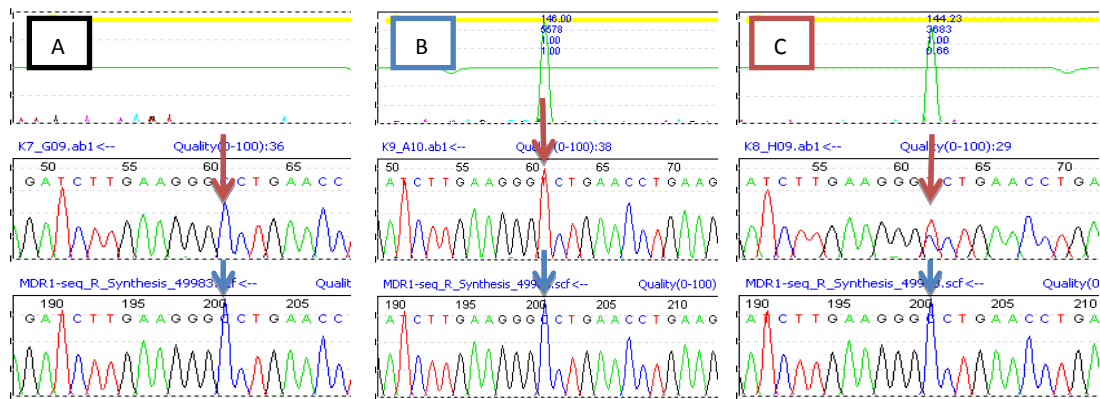 A
K7_G09.ab1<-- Quality(0-100):36
50 55 60 65
G A T C T T G A A G G G C T G A A C C
MDR1-seq_R_Synthesis_49983.scf<-- Qualit
190 195 200 205
G A C T T G A A G G G C C T G A A C C
B
146.00
5578
1.00
1.00
K9_A10.ab1<-- Quality(0-100):38
50 55 60 65 70
A T C T T G A A G G G C T G A A C C T G A A G
MDR1-seq_R_Synthesis_499 .scf<-- Quality(0-100)
190 195 200 205 210
A C T T G A A G G G C T G A A C C T G A A G
C
144.23
3683
1.00
0.66
K8_H09.ab1<-- Quality(0-100):29
55 60 65 70
A T C T T G A A G G G C T G A A C C T G A
MDR1-seq_R_Synthesis_499 .scf<-- Quality(0
190 195 200 205 210
A T C T T G A A G G G C C T G A A C C T G A